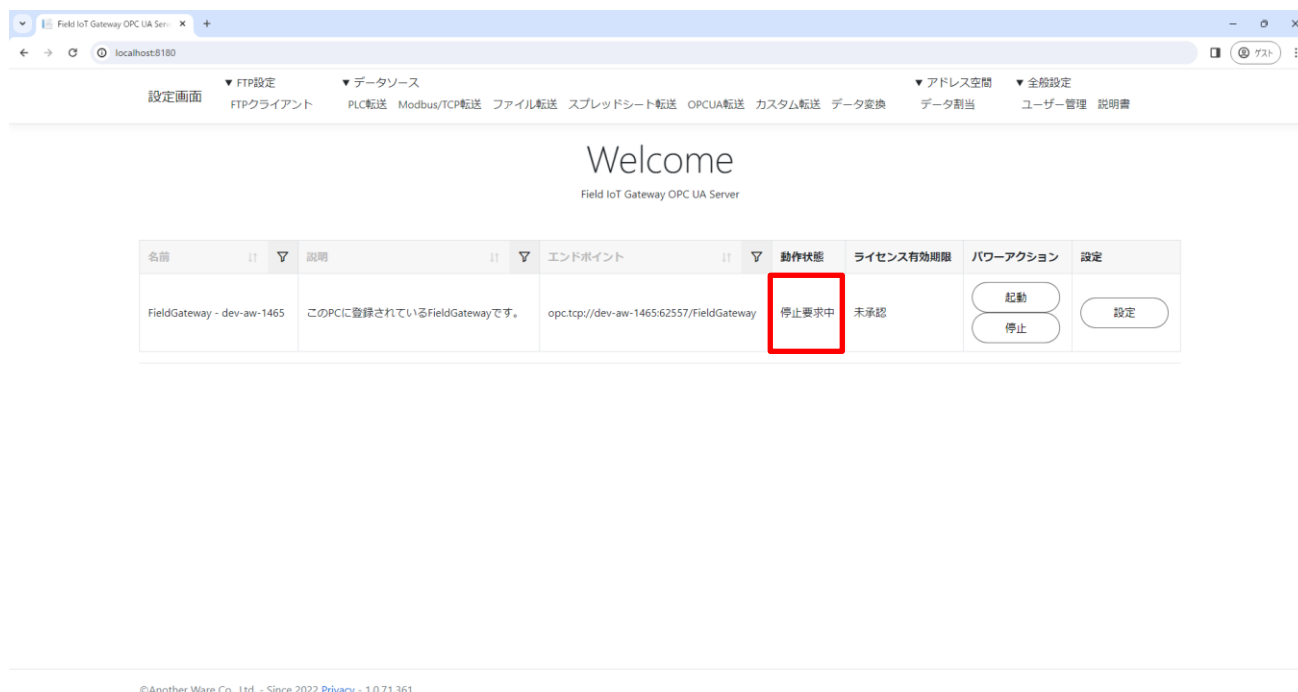 Field IoT Gateway OPC UA Serv
localhost:8180
ゲスト
設定画面
▼ FTP設定 ▼ データソース ▼ アドレス空間 ▼ 全般設定
FTPクライアント PLC転送 Modbus/TCP転送 ファイル転送 スプレッドシート転送 OPCUA転送 カスタム転送 データ変換 データ割当 ユーザー管理 説明書
Welcome
Field IoT Gateway OPC UA Server
名前 説明 エンドポイント 動作状態 ライセンス有効期限 パワーアクション 設定
FieldGateway - dev-aw-1465 このPCに登録されているFieldGatewayです。 opc.tcp://dev-aw-1465:62557/FieldGateway 停止要求中 未承認 起動 設定
停止
©Another Ware Co., Ltd. - Since 2022 Privacy - 1.0.71.361